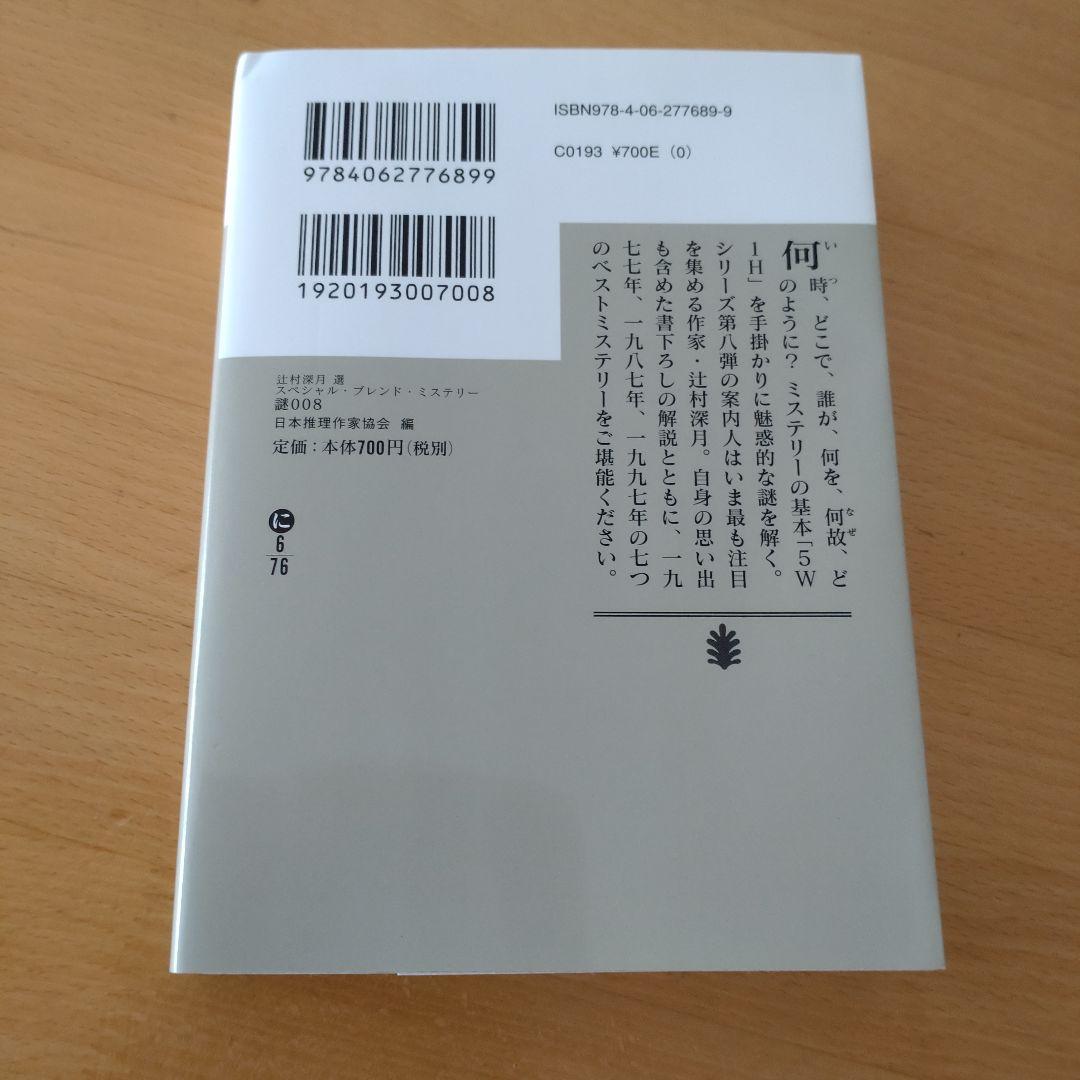 ISBN978-4-06-277689-9
C0193 ¥700E (0)
9784062776899
1920193007008
何時、どこで、誰が、何を、何故、ど
いつ
なぜ
のように? ミステリーの基本「5W
1H」を手掛かりに魅惑的な謎を解く。
シリーズ第八弾の案内人はいま最も注目
を集める作家・辻村深月。自身の思い出
も含めた書下ろしの解説とともに、一九
七七年、一九八七年、一九九七年の七つ
のベストミステリーをご堪能ください。
辻村深月 選
スペシャル・ブレンド・ミステリー
謎008
日本推理作家協会 編
定価:本体700円(税別)
に
6
76